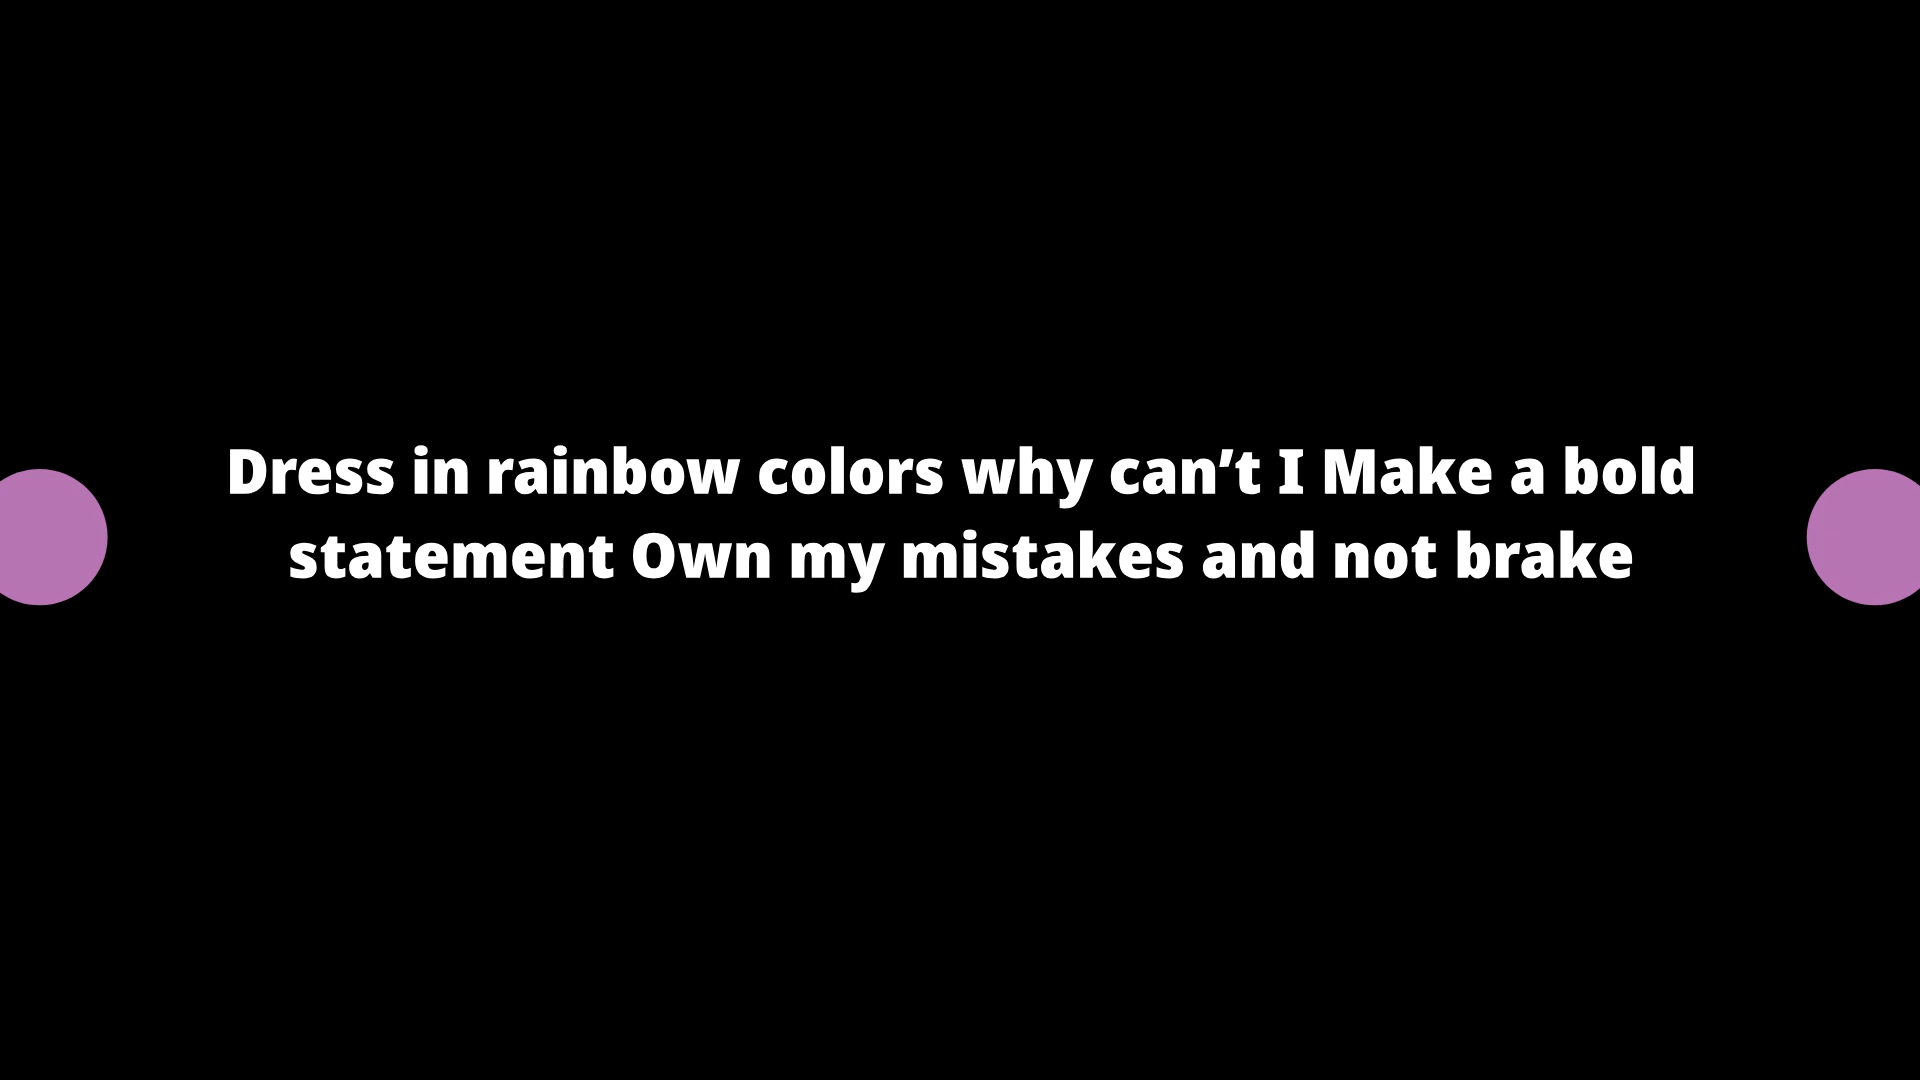 Dress in rainbow colors why can’t I Make a bold
statement Own my mistakes and not brake